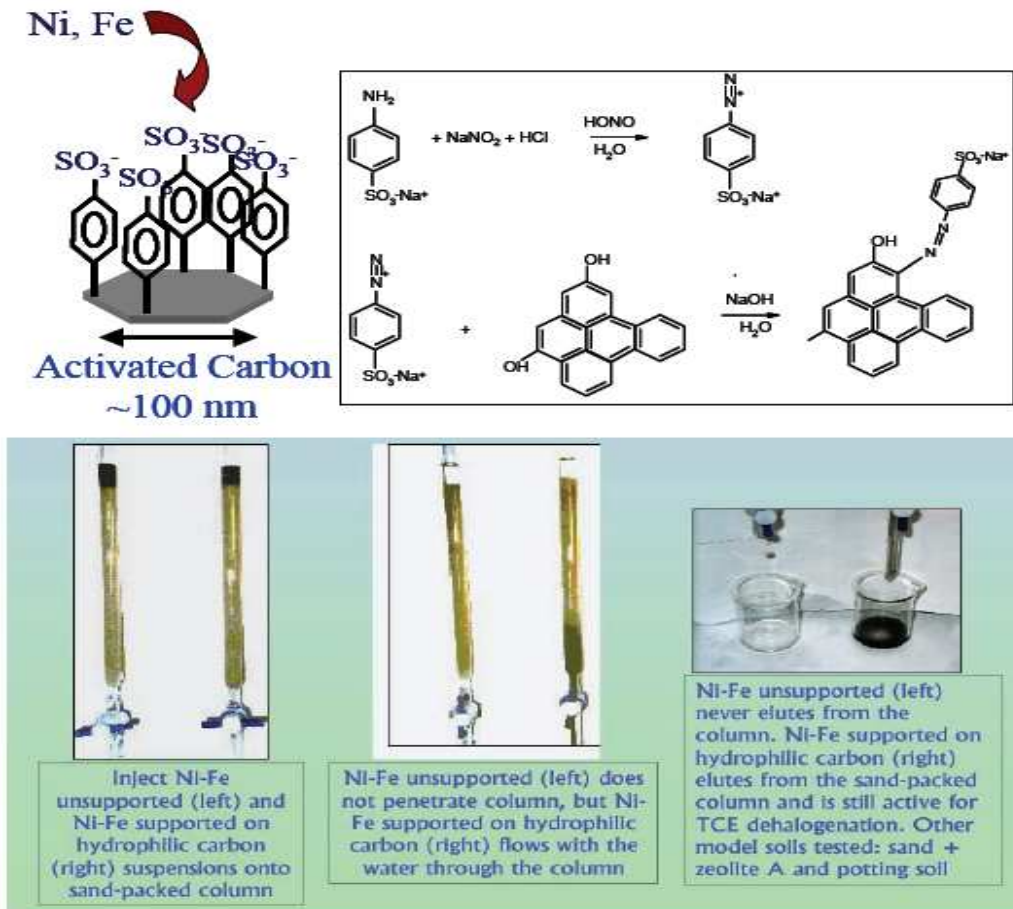 Ni, Fe
SO₃⁻
SO₃⁻
SO₃⁻
SO₃⁻
SO₃
Activated Carbon
~100 nm
NH₂
SO₃⁻Na⁺
+ NaNO₂ + HCl
HONO
H₂O
N
N⁺
SO₃⁻Na⁺
N
N⁺
SO₃⁻Na⁺
+
OH
OH
NaOH
H₂O
SO₃⁻Na⁺
N
N
OH
Inject Ni-Fe
unsupported (left) and
Ni-Fe supported on
hydrophilic carbon
(right) suspensions onto
sand-packed column
Ni-Fe unsupported (left) does
not penetrate column, but Ni-
Fe supported on hydrophilic
carbon (right) flows with the
water through the column
Ni-Fe unsupported (left)
never elutes from the
column. Ni-Fe supported on
hydrophilic carbon (right)
elutes from the sand-packed
column and is still active for
TCE dehalogenation. Other
model soils tested: sand +
zeolite A and potting soil